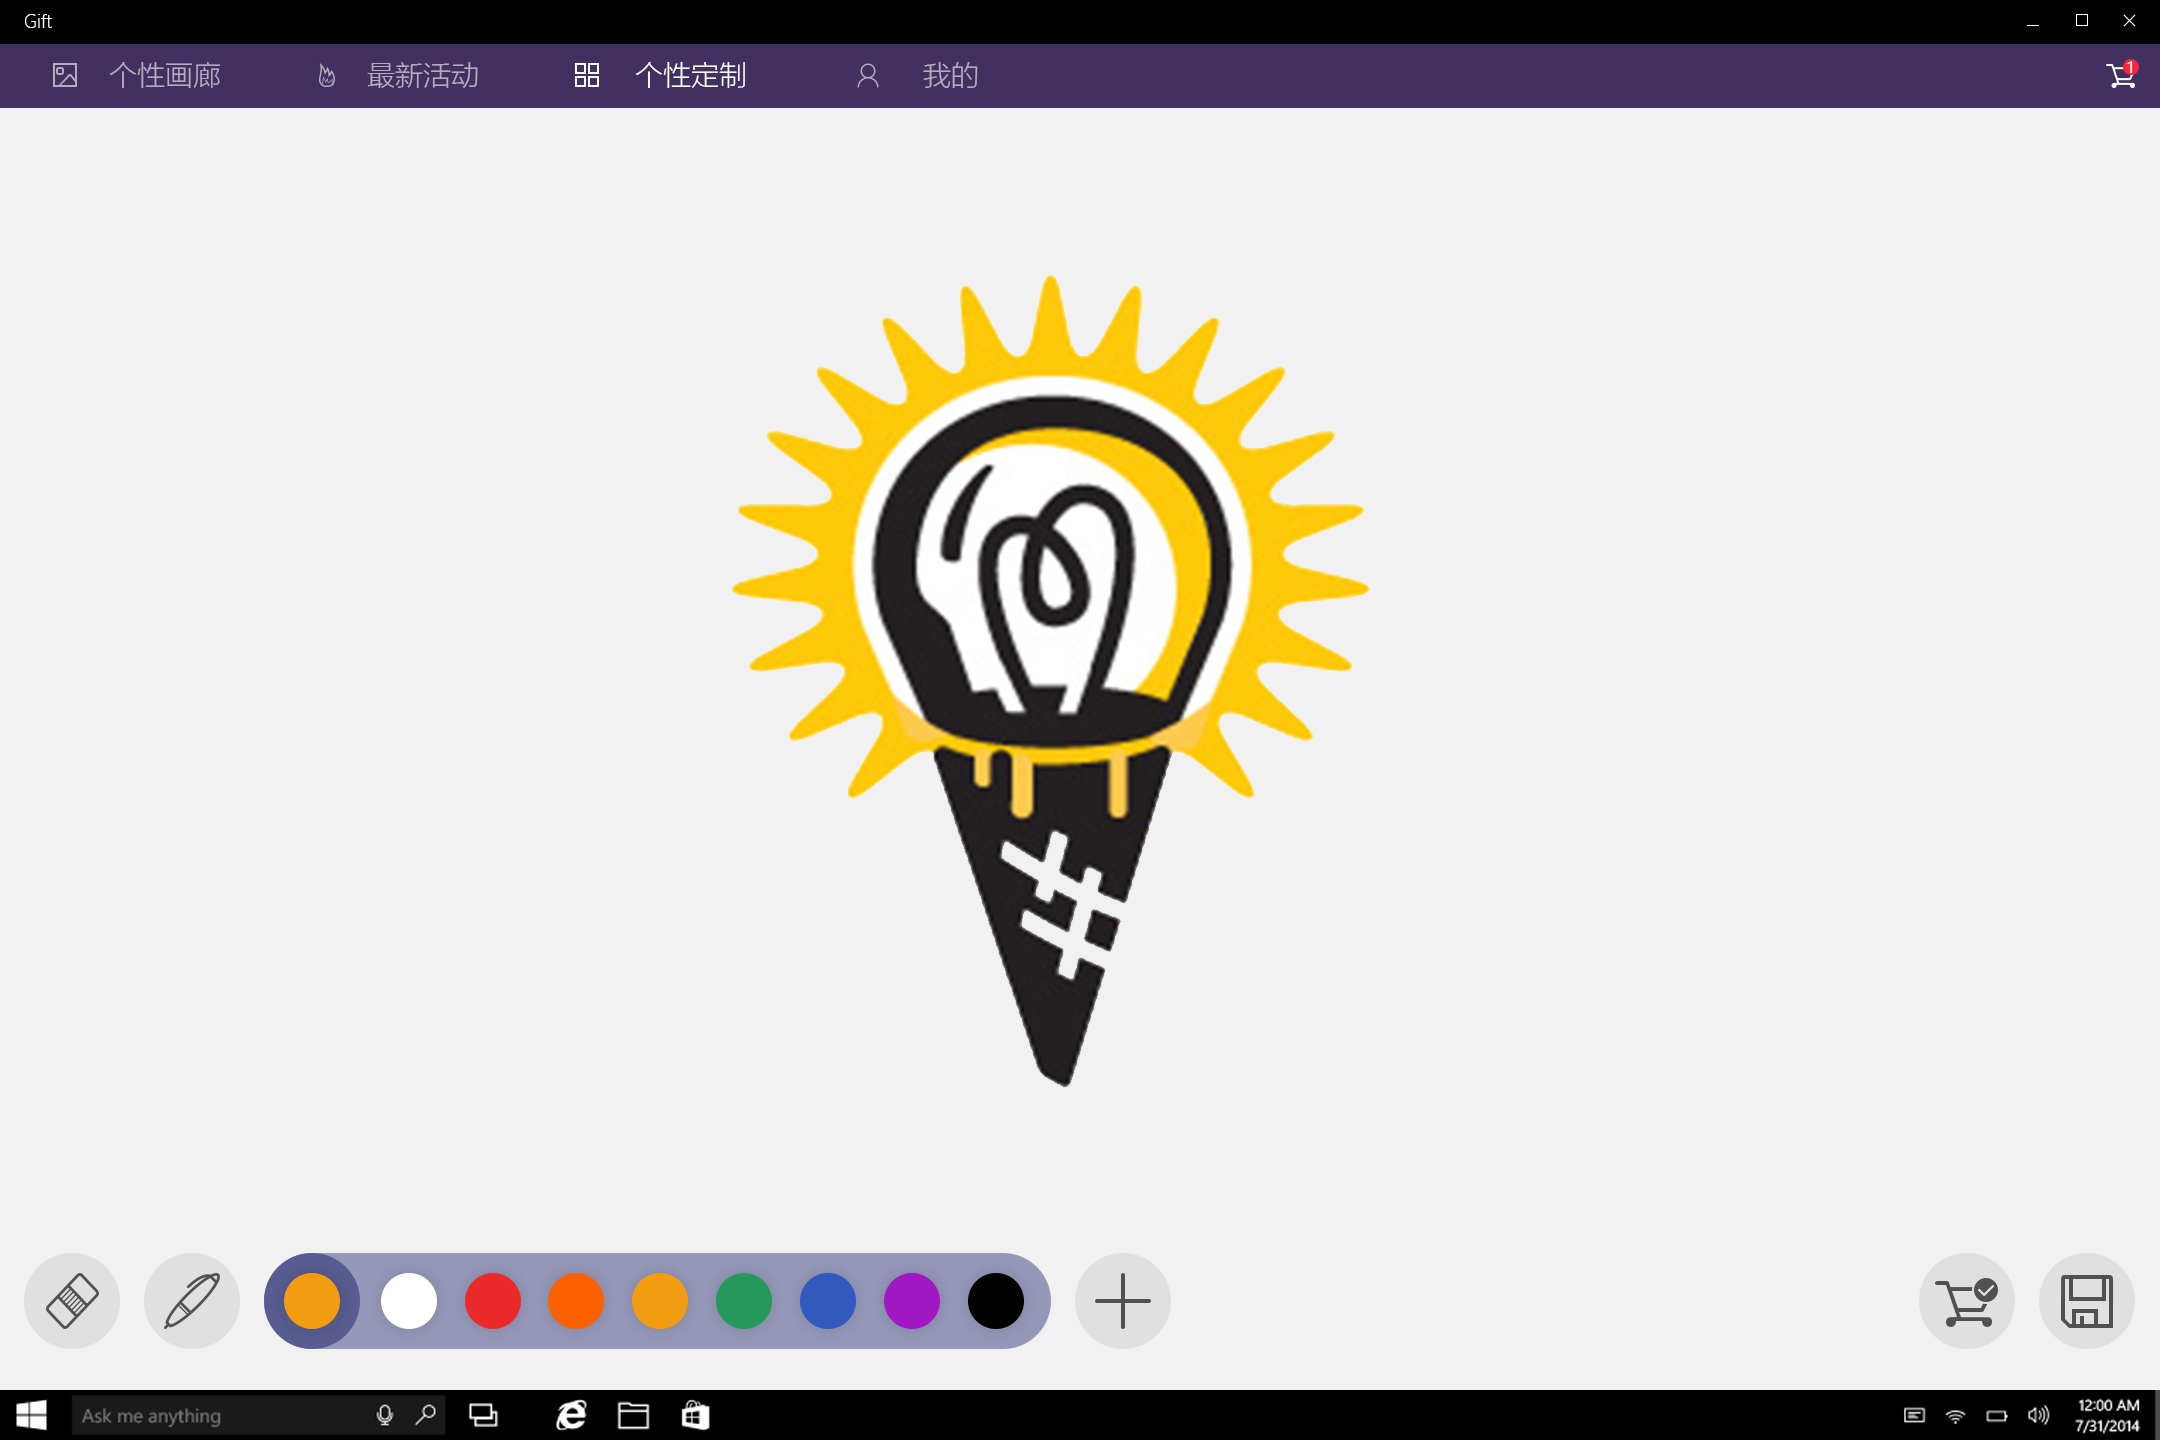 Gift
个性画廊
最新活动
个性定制
我的
1
#
Ask me anything
12:00 AM
7/31/2014